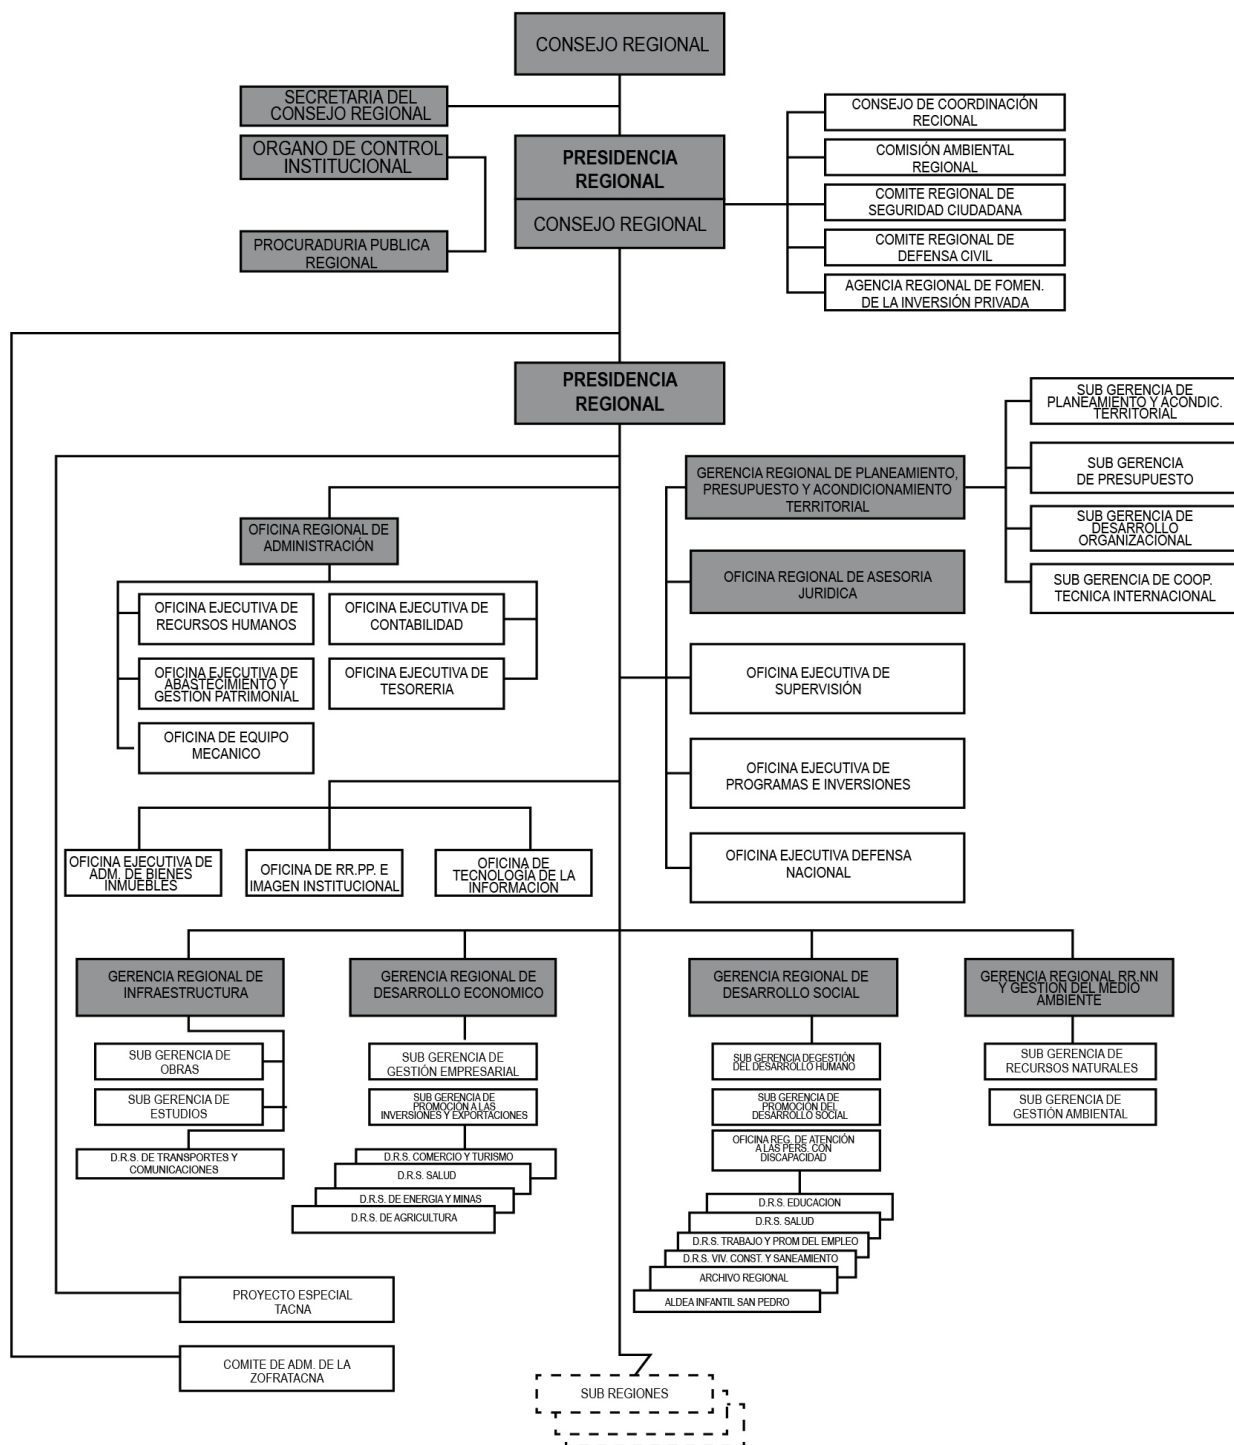 CONSEJO REGIONAL
SECRETARIA DEL
CONSEJO REGIONAL
ORGANO DE CONTROL
INSTITUCIONAL
PROCURADURIA PUBLICA
REGIONAL
PRESIDENCIA
REGIONAL
CONSEJO REGIONAL
CONSEJO DE COORDINACIÓN
RECIONAL
COMISIÓN AMBIENTAL
REGIONAL
COMITE REGIONAL DE
SEGURIDAD CIUDADANA
COMITE REGIONAL DE
DEFENSA CIVIL
AGENCIA REGIONAL DE FOMEN.
DE LA INVERSIÓN PRIVADA
PRESIDENCIA
REGIONAL
GERENCIA REGIONAL DE PLANEAMIENTO,
PRESUPUESTO Y ACONDICIONAMIENTO
TERRITORIAL
SUB GERENCIA DE
PLANEAMIENTO Y ACONDIC.
TERRITORIAL
SUB GERENCIA
DE PRESUPUESTO
SUB GERENCIA DE
DESARROLLO
ORGANIZACIONAL
SUB GERENCIA DE COOP.
TECNICA INTERNACIONAL
OFICINA REGIONAL DE
ADMINISTRACIÓN
OFICINA EJECUTIVA DE
RECURSOS HUMANOS
OFICINA EJECUTIVA DE
CONTABILIDAD
OFICINA EJECUTIVA DE
ABASTECIMIENTO Y
GESTIÓN PATRIMONIAL
OFICINA EJECUTIVA DE
TESORERIA
OFICINA DE EQUIPO
MECANICO
OFICINA REGIONAL DE ASESORIA
JURIDICA
OFICINA EJECUTIVA DE
SUPERVISIÓN
OFICINA EJECUTIVA DE
PROGRAMAS E INVERSIONES
OFICINA EJECUTIVA DEFENSA
NACIONAL
OFICINA EJECUTIVA DE
ADM. DE BIENES
INMUEBLES
OFICINA DE RR.PP. E
IMAGEN INSTITUCIONAL
OFICINA DE
TECNOLOGÍA DE LA
INFORMACION
GERENCIA REGIONAL DE
INFRAESTRUCTURA
SUB GERENCIA DE
OBRAS
SUB GERENCIA DE
ESTUDIOS
D.R.S. DE TRANSPORTES Y
COMUNICACIONES
GERENCIA REGIONAL DE
DESARROLLO ECONOMICO
SUB GERENCIA DE
GESTIÓN EMPRESARIAL
SUB GERENCIA DE
PROMOCIÓN A LAS
INVERSIONES Y EXPORTACIONES
D.R.S. COMERCIO Y TURISMO
D.R.S. SALUD
D.R.S. DE ENERGIA Y MINAS
D.R.S. DE AGRICULTURA
GERENCIA REGIONAL DE
DESARROLLO SOCIAL
SUB GERENCIA DEGESTIÓN
DEL DESARROLLO HUMANO
SUB GERENCIA DE
PROMOCIÓN DEL
DESARROLLO SOCIAL
OFICINA REG. DE ATENCIÓN
A LAS PERS. CON
DISCAPACIDAD
D.R.S. EDUCACION
D.R.S. SALUD
D.R.S. TRABAJO Y PROM DEL EMPLEO
D.R.S. VIV. CONST. Y SANEAMIENTO
ARCHIVO REGIONAL
ALDEA INFANTIL SAN PEDRO
GERENCIA REGIONAL RR.NN
Y GESTION DEL MEDIO
AMBIENTE
SUB GERENCIA DE
RECURSOS NATURALES
SUB GERENCIA DE
GESTIÓN AMBIENTAL
PROYECTO ESPECIAL
TACNA
COMITE DE ADM. DE LA
ZOFRATACNA
SUB REGIONES